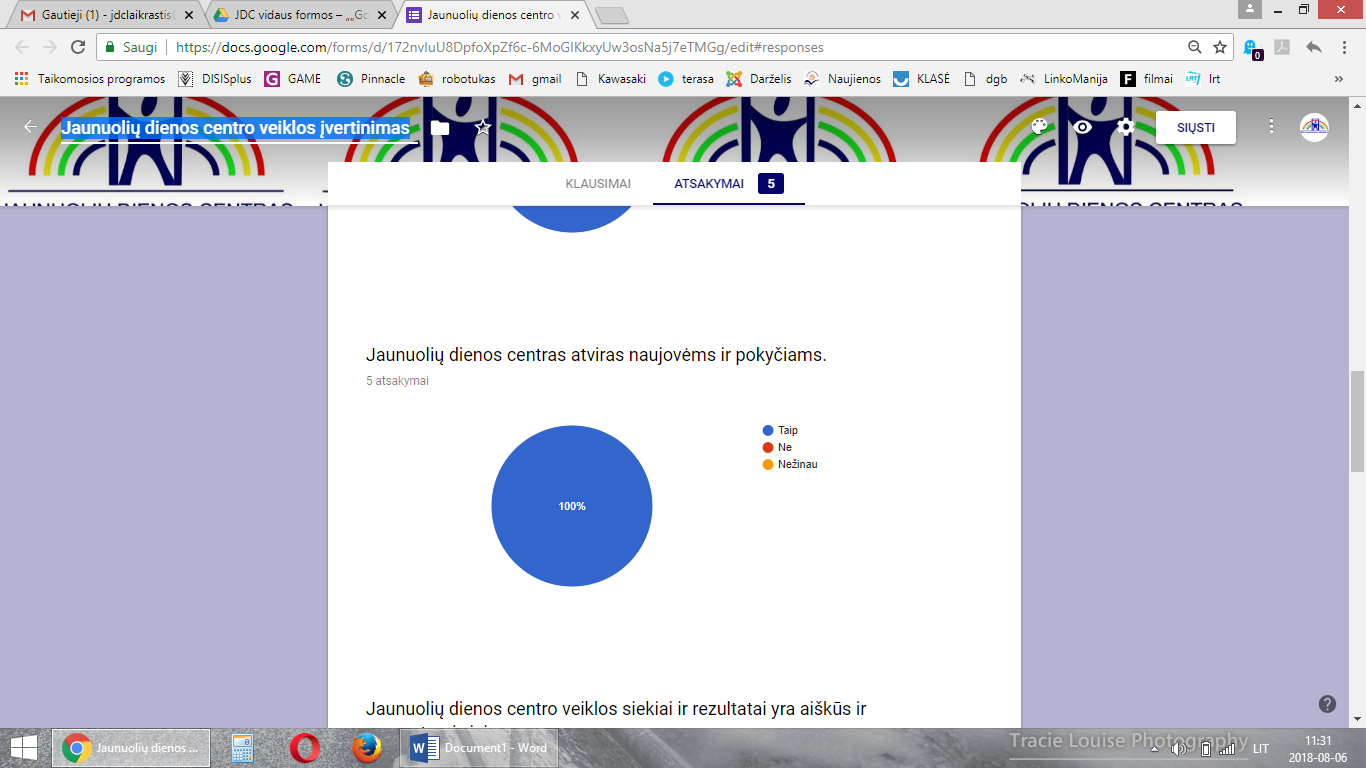 Gautieji (1) - jdclaikrastis
JDC vidaus formos – „„Go
Jaunuolių dienos centro v
Saugi
https://docs.google.com/forms/d/172nvluU8DpfoXpZf6c-6MoGIKkxyUw3osNa5j7eTMGg/edit#responses
0
Taikomosios programos
DISISplus
GAME
Pinnacle
robotukas
gmail
Kawasaki
terasa
Darželis
Naujienos
KLASĖ
dgb
LinkoManija
filmai
lrt
»
Jaunuolių dienos centro veiklos įvertinimas
SIŲSTI
KLAUSIMAI
ATSAKYMAI 5
Jaunuolių dienos centras atviras naujovėms ir pokyčiams.
5 atsakymai
100%
Taip
Ne
Nežinau
Jaunuolių dienos centro veiklos siekiai ir rezultatai yra aiškūs ir
Jaunuolių dienos ...
Document1 - Word
Tracie Louise Photography
LIT
11:31
2018-08-06